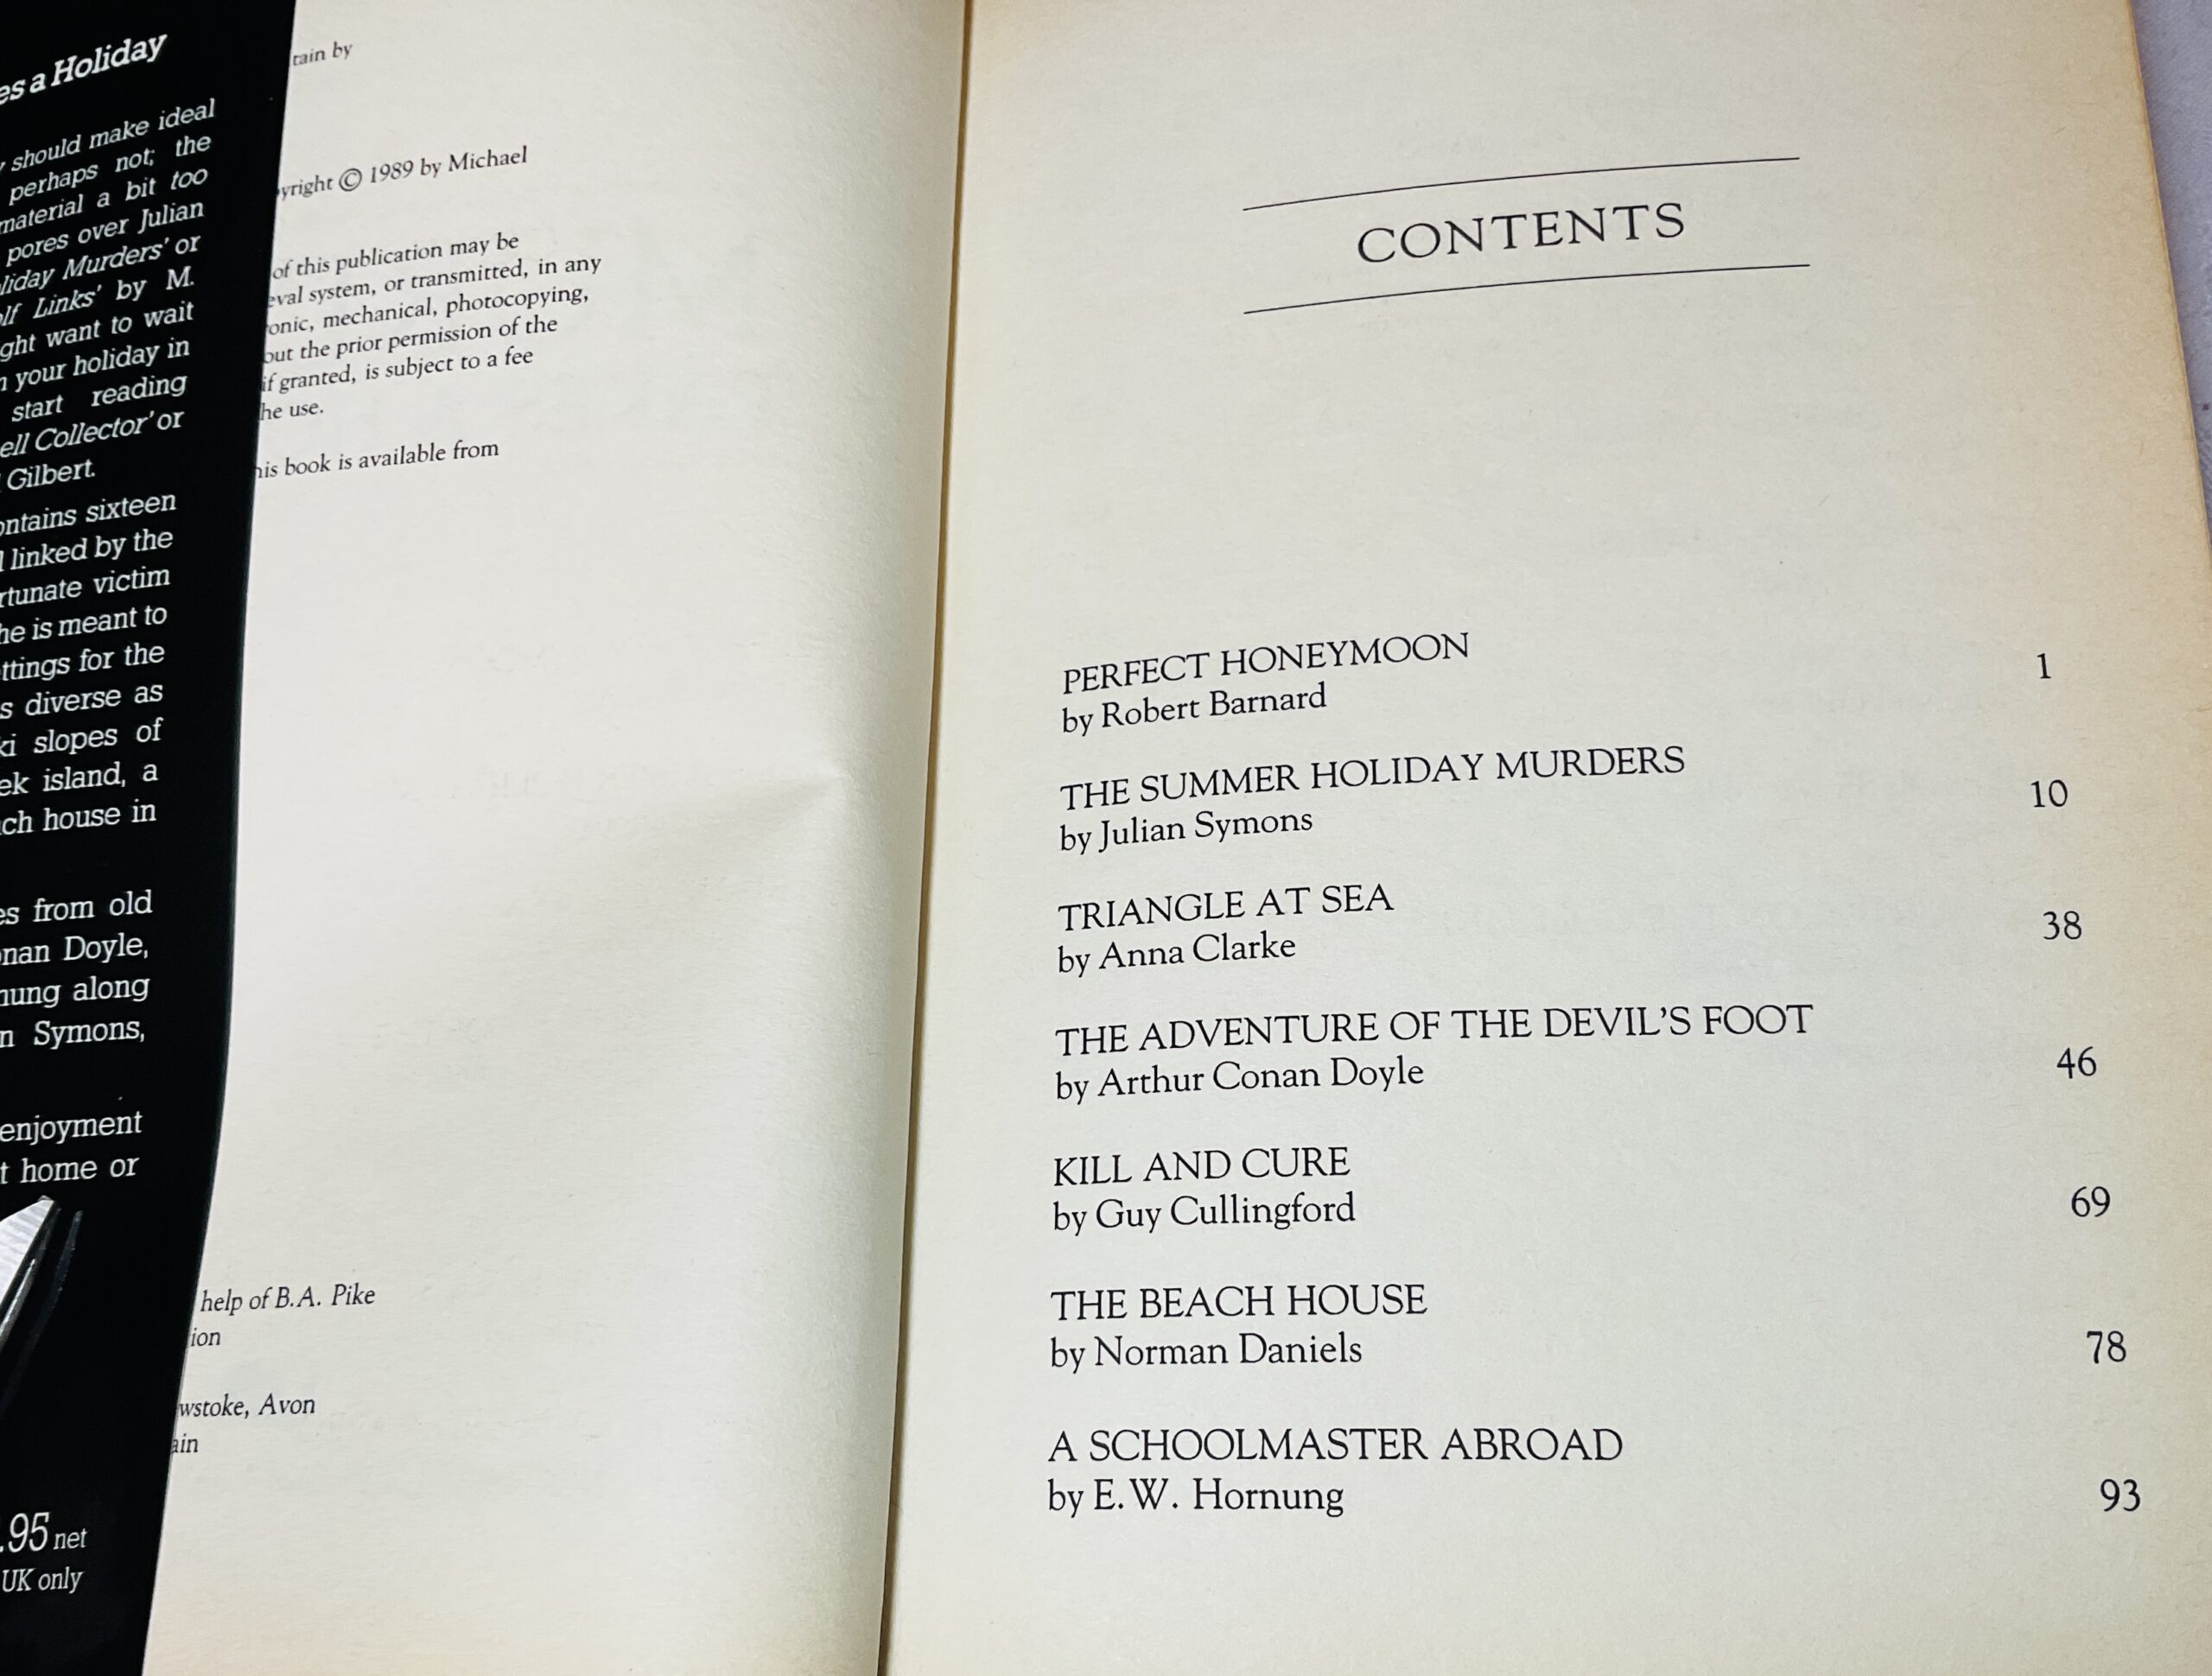 es a Holiday
should make ideal
perhaps not; the
material a bit too
pores over Julian
liday Murders' or
lf Links' by M.
ght want to wait
your holiday in
start reading
ell Collector' or
Gilbert.
ontains sixteen
linked by the
rtunate victim
he is meant to
ttings for the
s diverse as
ki slopes of
ek island, a
ch house in
es from old
onan Doyle,
nung along
n Symons,
enjoyment
t home or
.95 net
UK only
tain by
yright © 1989 by Michael
of this publication may be
eval system, or transmitted, in any
onic, mechanical, photocopying,
out the prior permission of the
if granted, is subject to a fee
he use.
his book is available from
help of B.A. Pike
ion
wstoke, Avon
ain
CONTENTS
PERFECT HONEYMOON 1
by Robert Barnard
THE SUMMER HOLIDAY MURDERS 10
by Julian Symons
TRIANGLE AT SEA 38
by Anna Clarke
THE ADVENTURE OF THE DEVIL'S FOOT 46
by Arthur Conan Doyle
KILL AND CURE 69
by Guy Cullingford
THE BEACH HOUSE 78
by Norman Daniels
A SCHOOLMASTER ABROAD 93
by E. W. Hornung